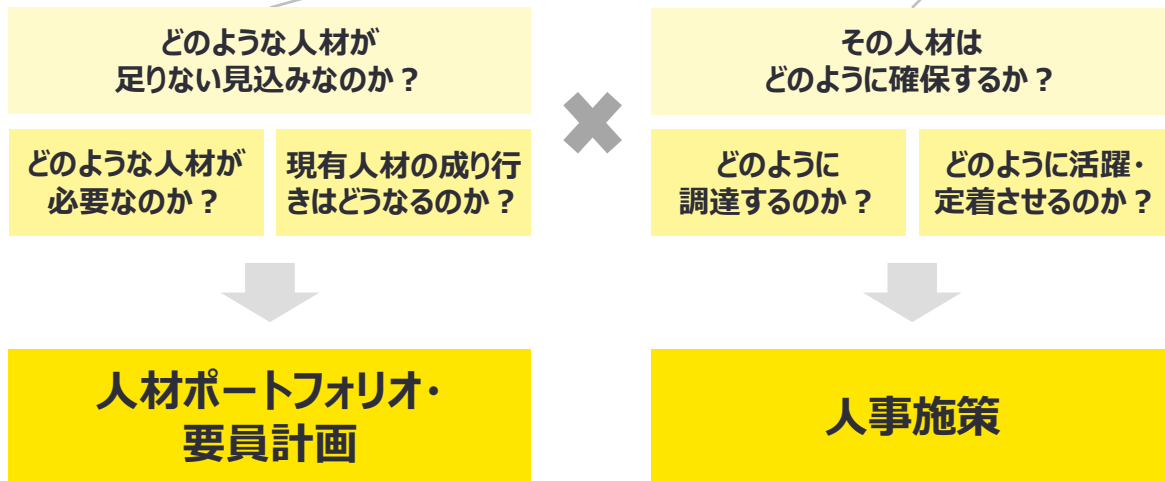 どのような人材が
足りない見込みなのか？
どのような人材が
必要なのか？
現有人材の成り行
きはどうなるのか？
人材ポートフォリオ・
要員計画
その人材は
どのように確保するか？
どのように
調達するのか？
どのように活躍・
定着させるのか？
人事施策